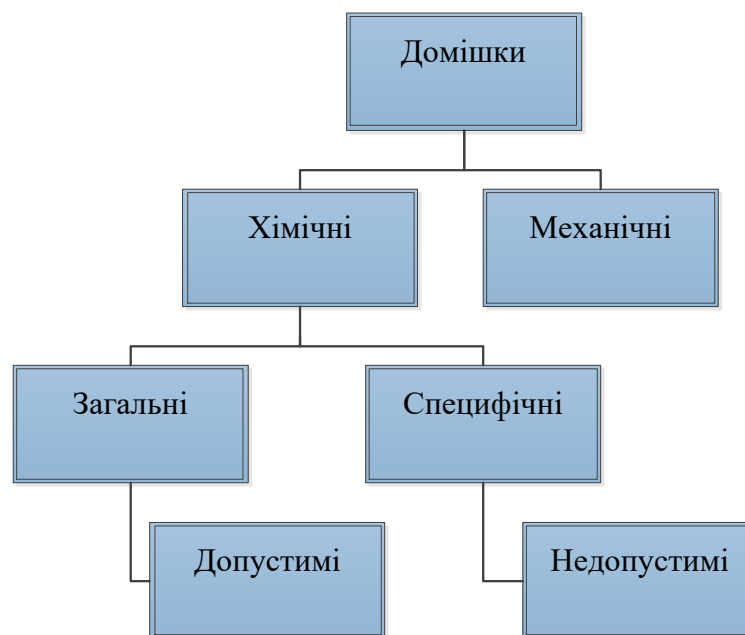 Домішки
Хімічні
Механічні
Загальні
Специфічні
Допустимі
Недопустимі